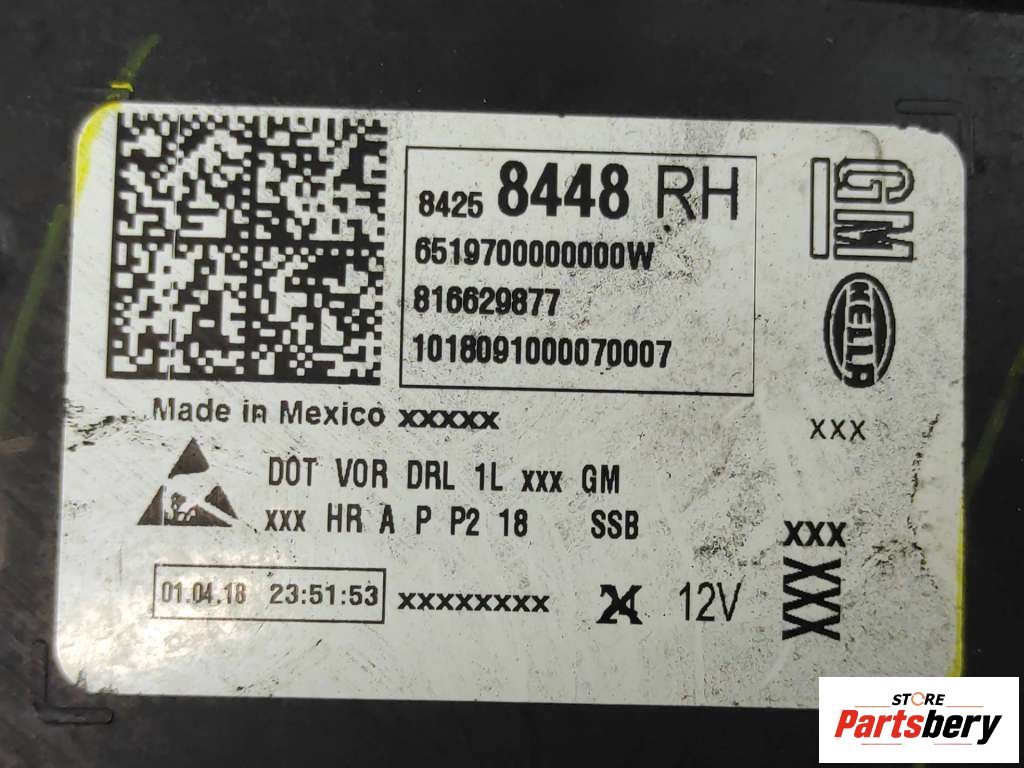 8425 8448 RH
6519700000000W
816629877
1018091000070007
GM
HELLA
Made in Mexico xxxxx
xxx
DOT VOR DRL 1L xxx GM
xxx HR A P P2 18 SSB
xxx
01.04.18 23:51:53 xxxxxxxx 12V
XXX
STORE
Partsbery